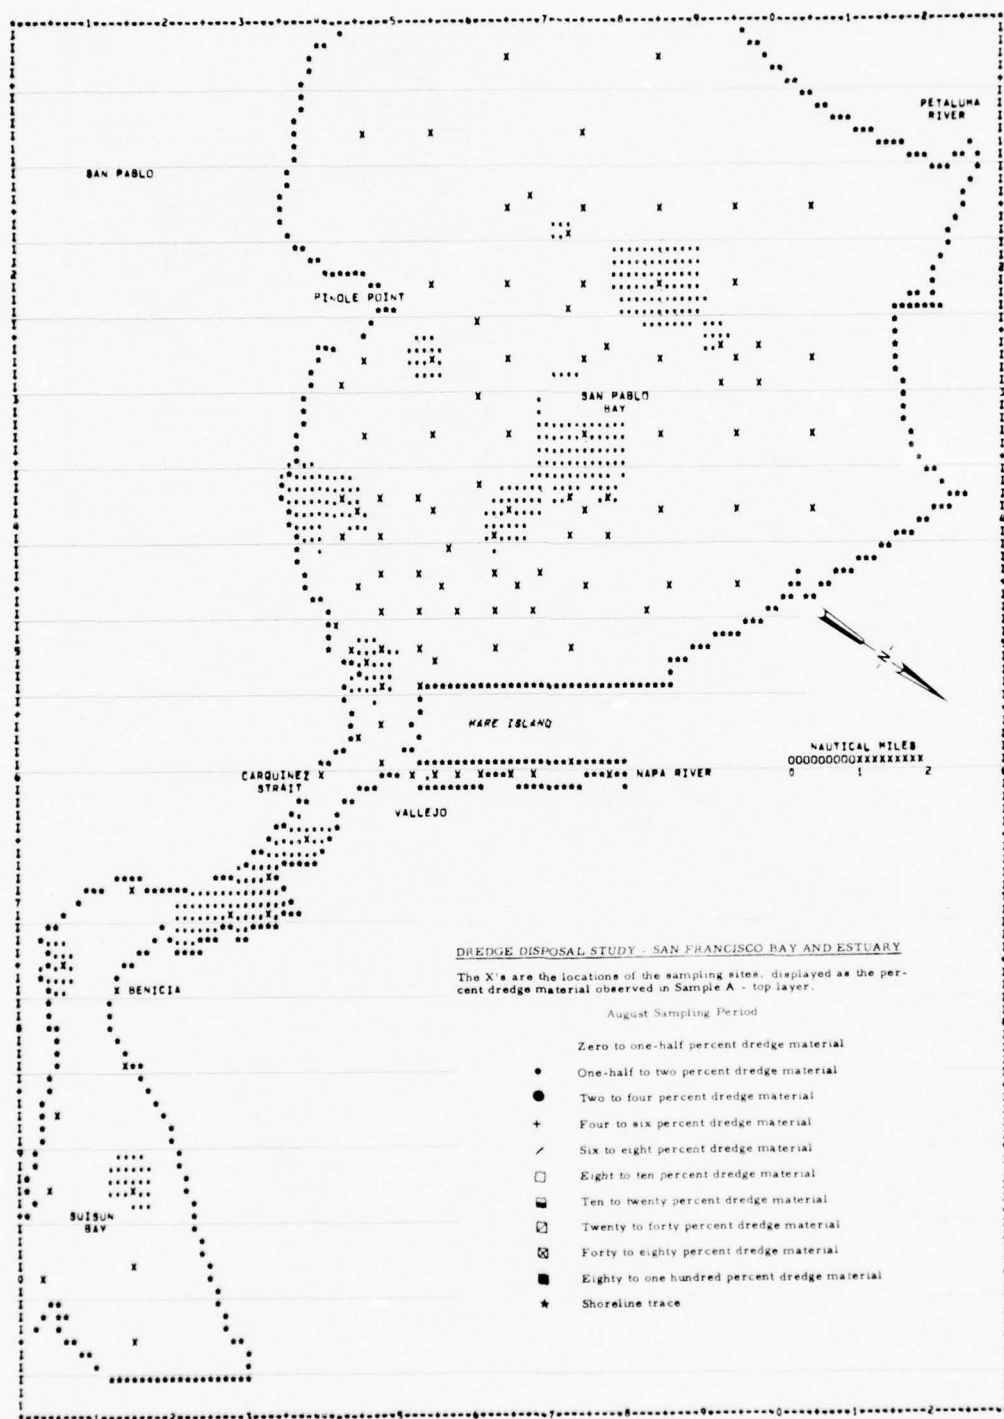 PETALUMA
RIVER
SAN PABLO
PINOLE POINT
SAN PABLO
BAY
N
MARE ISLAND
NAUTICAL MILES
OOOOOOOOOXXXXXXXXX
0 1 2
CARQUINEZ
STRAIT
NAPA RIVER
VALLEJO
DREDGE DISPOSAL STUDY - SAN FRANCISCO BAY AND ESTUARY
The X's are the locations of the sampling sites, displayed as the per-
cent dredge material observed in Sample A - top layer.
August Sampling Period
BENICIA
Zero to one-half percent dredge material
One-half to two percent dredge material
Two to four percent dredge material
Four to six percent dredge material
Six to eight percent dredge material
Eight to ten percent dredge material
Ten to twenty percent dredge material
Twenty to forty percent dredge material
Forty to eighty percent dredge material
Eighty to one hundred percent dredge material
Shoreline trace
SUISUN
BAY